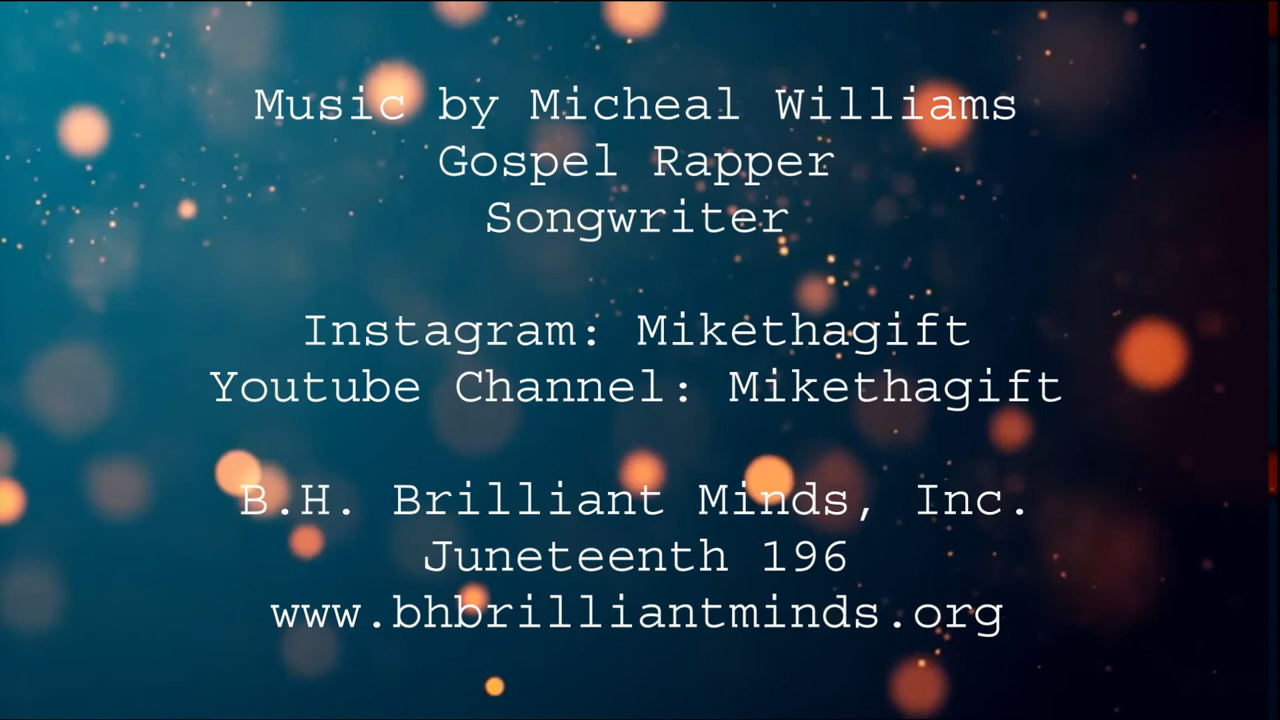 Music by Micheal Williams
Gospel Rapper
Songwriter
Instagram: Mikethagift
Youtube Channel: Mikethagift
B.H. Brilliant Minds, Inc.
Juneteenth 196
www.bhbrilliantminds.org